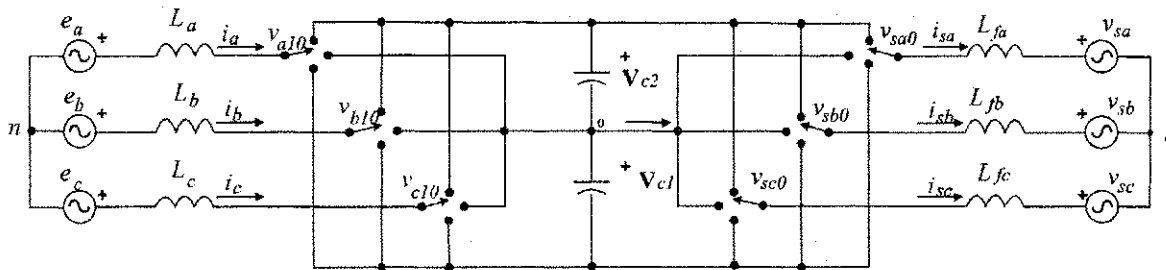 e_a + L_a i_a v_a10 v_sa0 i_sa L_fa + v_sa
+ V_c2
n e_b + L_b i_b v_b10 o v_sb0 i_sb L_fb + v_sb
+ V_c1
e_c + L_c i_c v_c10 v_sc0 i_sc L_fc + v_sc